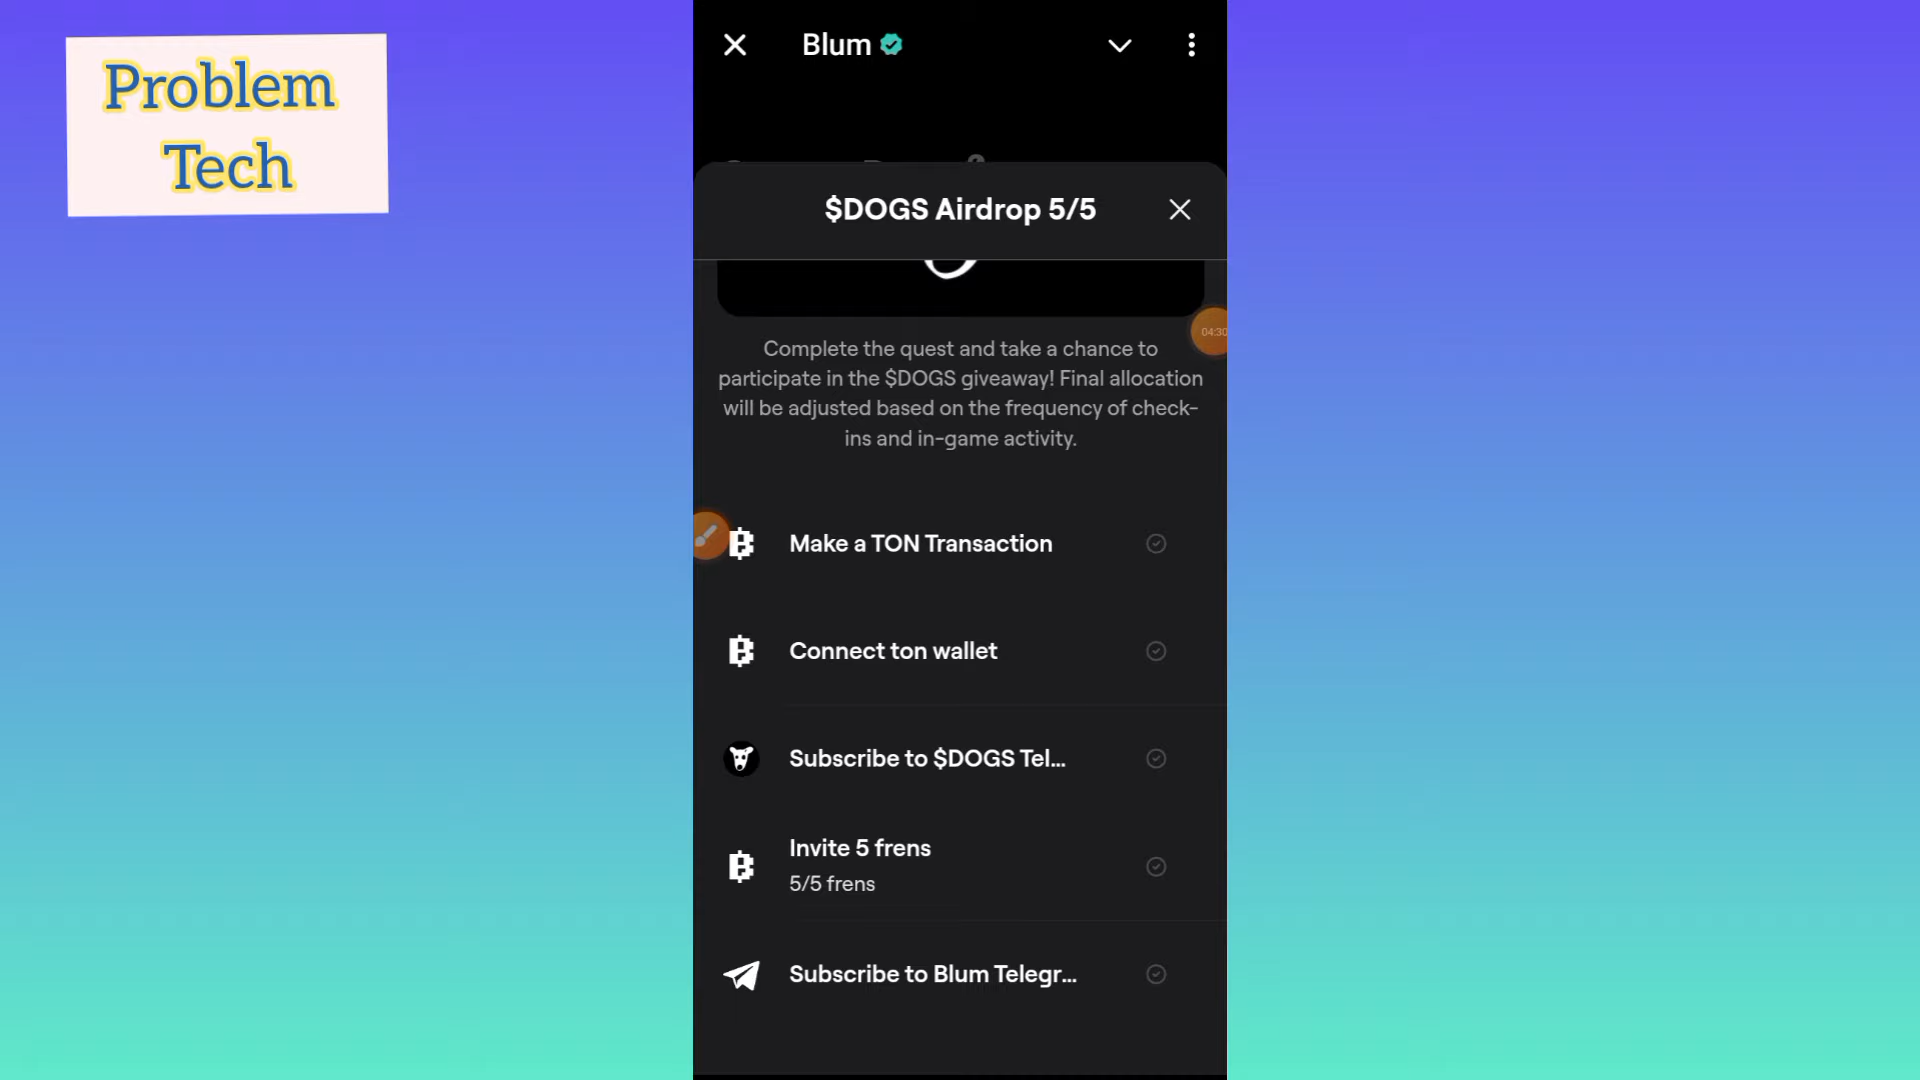 Problem
Tech
Blum
$DOGS Airdrop 5/5
04:30
Complete the quest and take a chance to
participate in the $DOGS giveaway! Final allocation
will be adjusted based on the frequency of check-
ins and in-game activity.
Make a TON Transaction
Connect ton wallet
Subscribe to $DOGS Tel...
Invite 5 frens
5/5 frens
Subscribe to Blum Telegr...